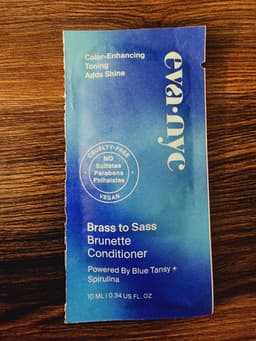 Color-Enhancing
Toning
Adds Shine
eva·nyc
CRUELTY-FREE
NO
Sulfates
Parabens
Phthalates
VEGAN
Brass to Sass
Brunette
Conditioner
Powered By Blue Tansy +
Spirulina
10 ML | 0.34 US FL. OZ